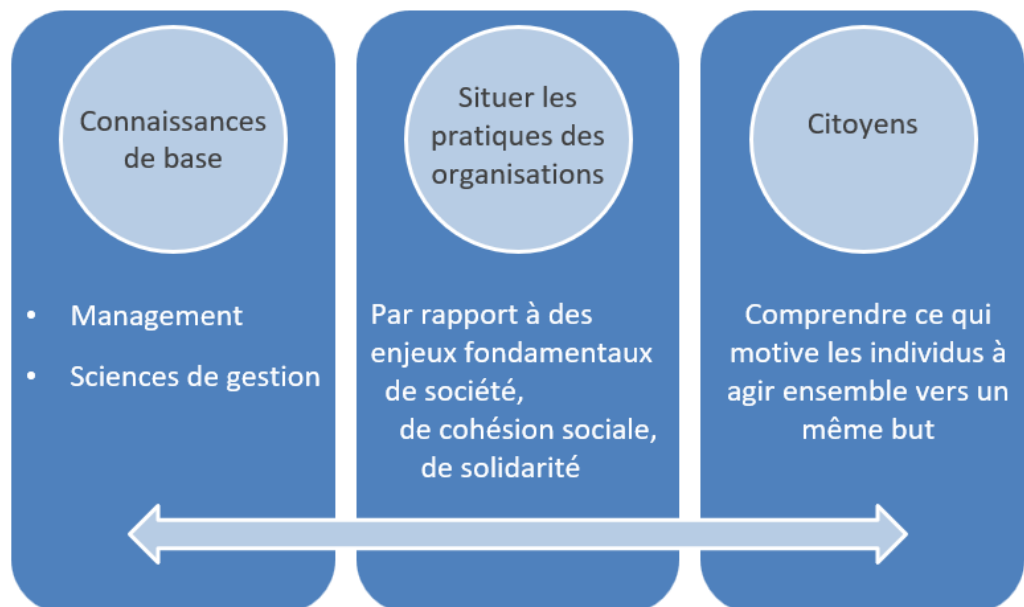 Connaissances
de base
• Management
• Sciences de gestion
Situer les
pratiques des
organisations
Par rapport à des
enjeux fondamentaux
de société,
de cohésion sociale,
de solidarité
Citoyens
Comprendre ce qui
motive les individus à
agir ensemble vers un
même but